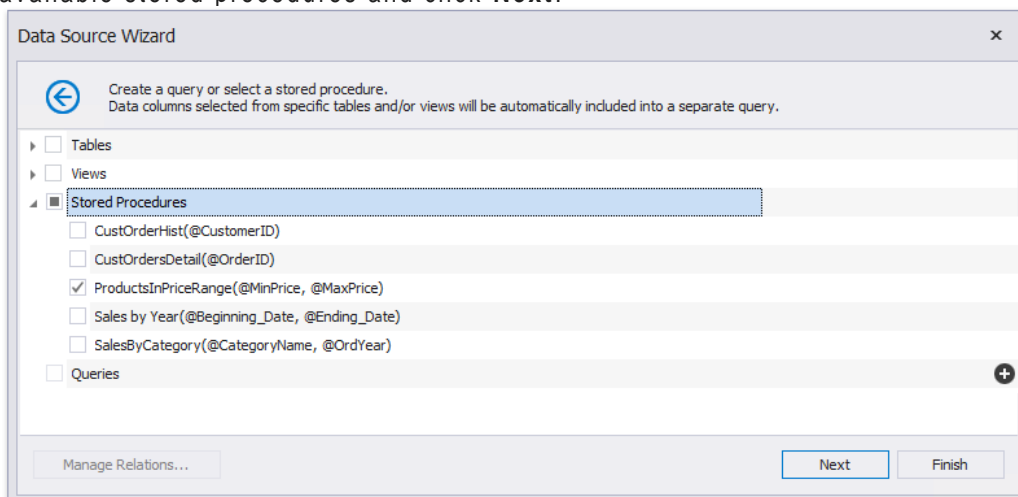 available stored procedures and click Next.
Data Source Wizard
Create a query or select a stored procedure.
Data columns selected from specific tables and/or views will be automatically included into a separate query.
Tables
Views
Stored Procedures
CustOrderHist(@CustomerID)
CustOrdersDetail(@OrderID)
ProductsInPriceRange(@MinPrice, @MaxPrice)
Sales by Year(@Beginning_Date, @Ending_Date)
SalesByCategory(@CategoryName, @OrdYear)
Queries
Manage Relations...
Next
Finish